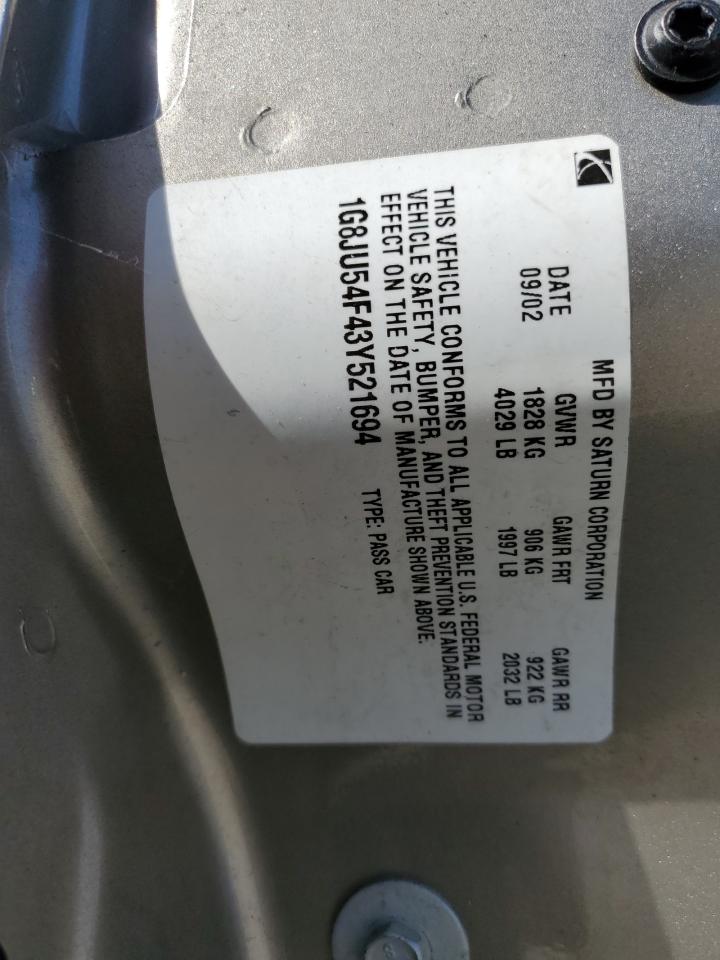 MFD BY SATURN CORPORATION
DATE GVWR GAWR FRT GAWR RR
09/02 1828 KG 906 KG 922 KG
4029 LB 1997 LB 2032 LB
THIS VEHICLE CONFORMS TO ALL APPLICABLE U.S. FEDERAL MOTOR
VEHICLE SAFETY, BUMPER, AND THEFT PREVENTION STANDARDS IN
EFFECT ON THE DATE OF MANUFACTURE SHOWN ABOVE.
1G8JU54F43Y521694 TYPE: PASS CAR